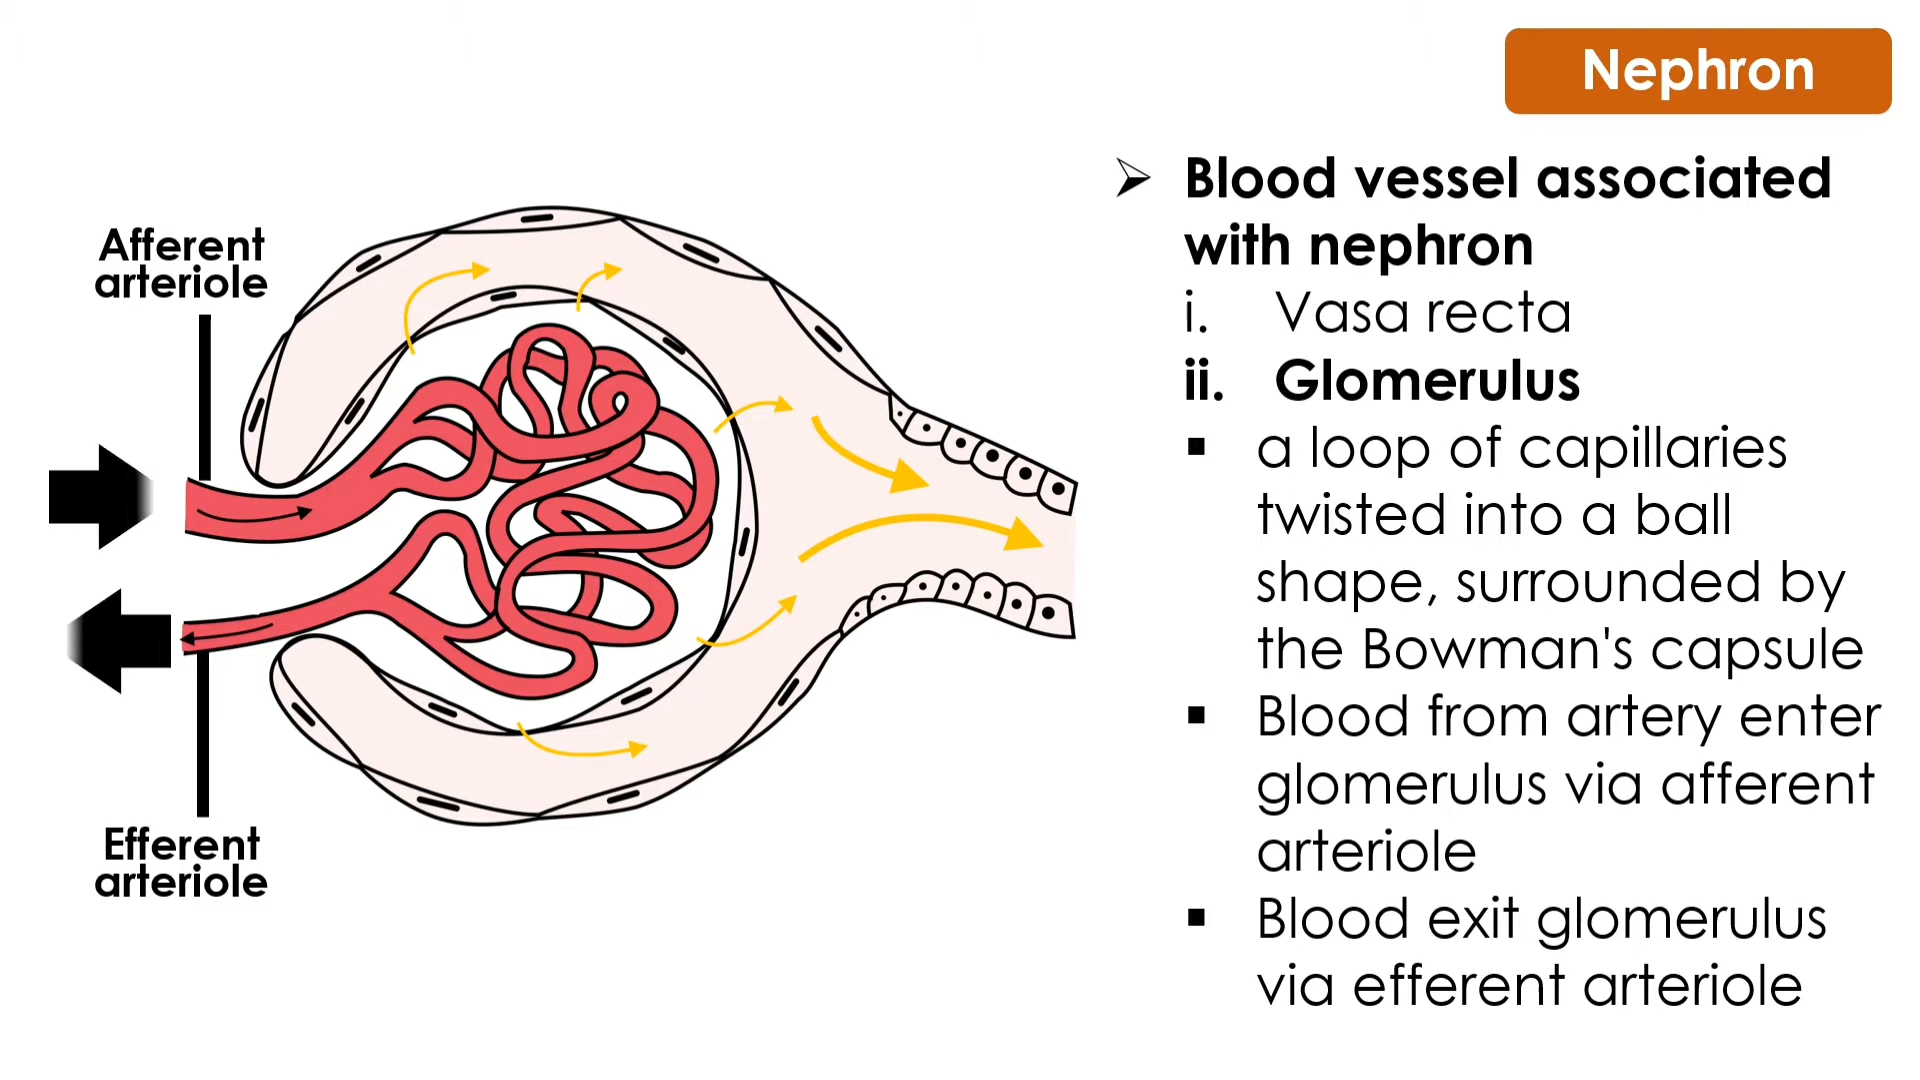 Nephron
Afferent
arteriole
Efferent
arteriole
➢ Blood vessel associated
with nephron
i. Vasa recta
ii. Glomerulus
▪ a loop of capillaries
twisted into a ball
shape, surrounded by
the Bowman's capsule
▪ Blood from artery enter
glomerulus via afferent
arteriole
▪ Blood exit glomerulus
via efferent arteriole